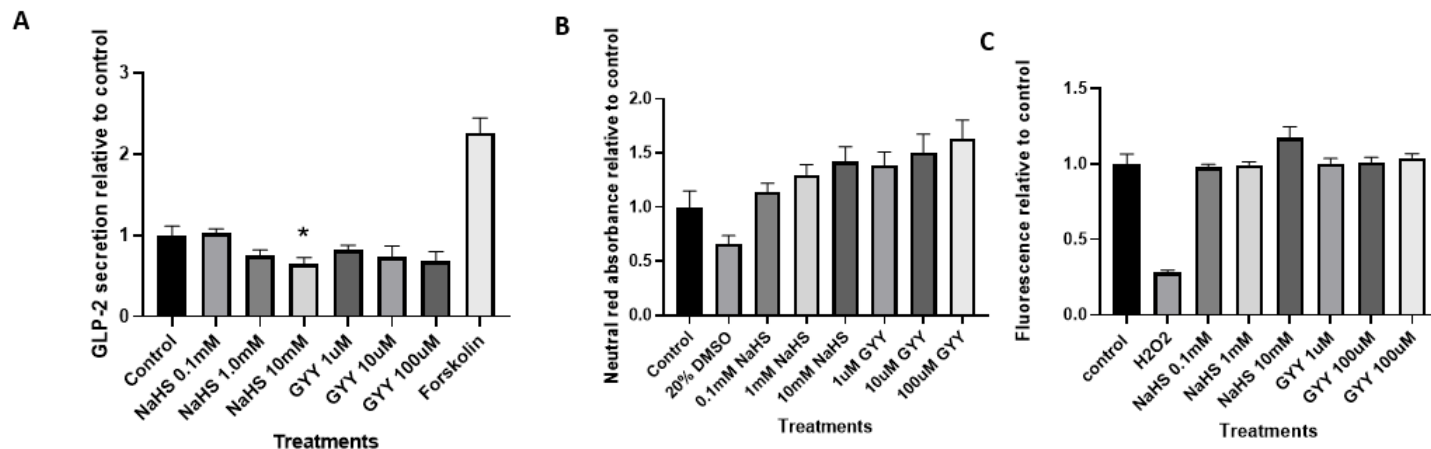 A
GLP-2 secretion relative to control
3
2
1
0
*
Control
NaHS 0.1mM
NaHS 1.0mM
NaHS 10mM
GYY 1uM
GYY 10uM
GYY 100uM
Forskolin
Treatments
B
Neutral red absorbance relative to control
2.0
1.5
1.0
0.5
0.0
Control
20% DMSO
0.1mM NaHS
1mM NaHS
10mM NaHS
1uM GYY
10uM GYY
100uM GYY
Treatments
C
Fluorescence relative to control
1.5
1.0
0.5
0.0
control
H2O2
NaHS 0.1mM
NaHS 1mM
NaHS 10mM
GYY 1uM
GYY 100uM
GYY 100uM
Treatments